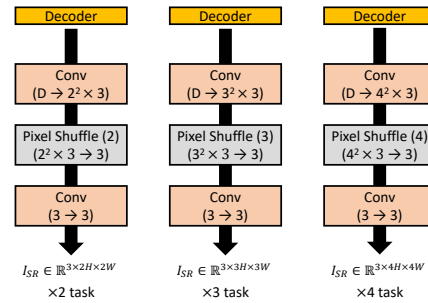 Decoder
Conv
(D → 2² × 3)
Pixel Shuffle (2)
(2² × 3 → 3)
Conv
(3 → 3)
I_SR ∈ ℝ^{3×2H×2W}
×2 task
Decoder
Conv
(D → 3² × 3)
Pixel Shuffle (3)
(3² × 3 → 3)
Conv
(3 → 3)
I_SR ∈ ℝ^{3×3H×3W}
×3 task
Decoder
Conv
(D → 4² × 3)
Pixel Shuffle (4)
(4² × 3 → 3)
Conv
(3 → 3)
I_SR ∈ ℝ^{3×4H×4W}
×4 task